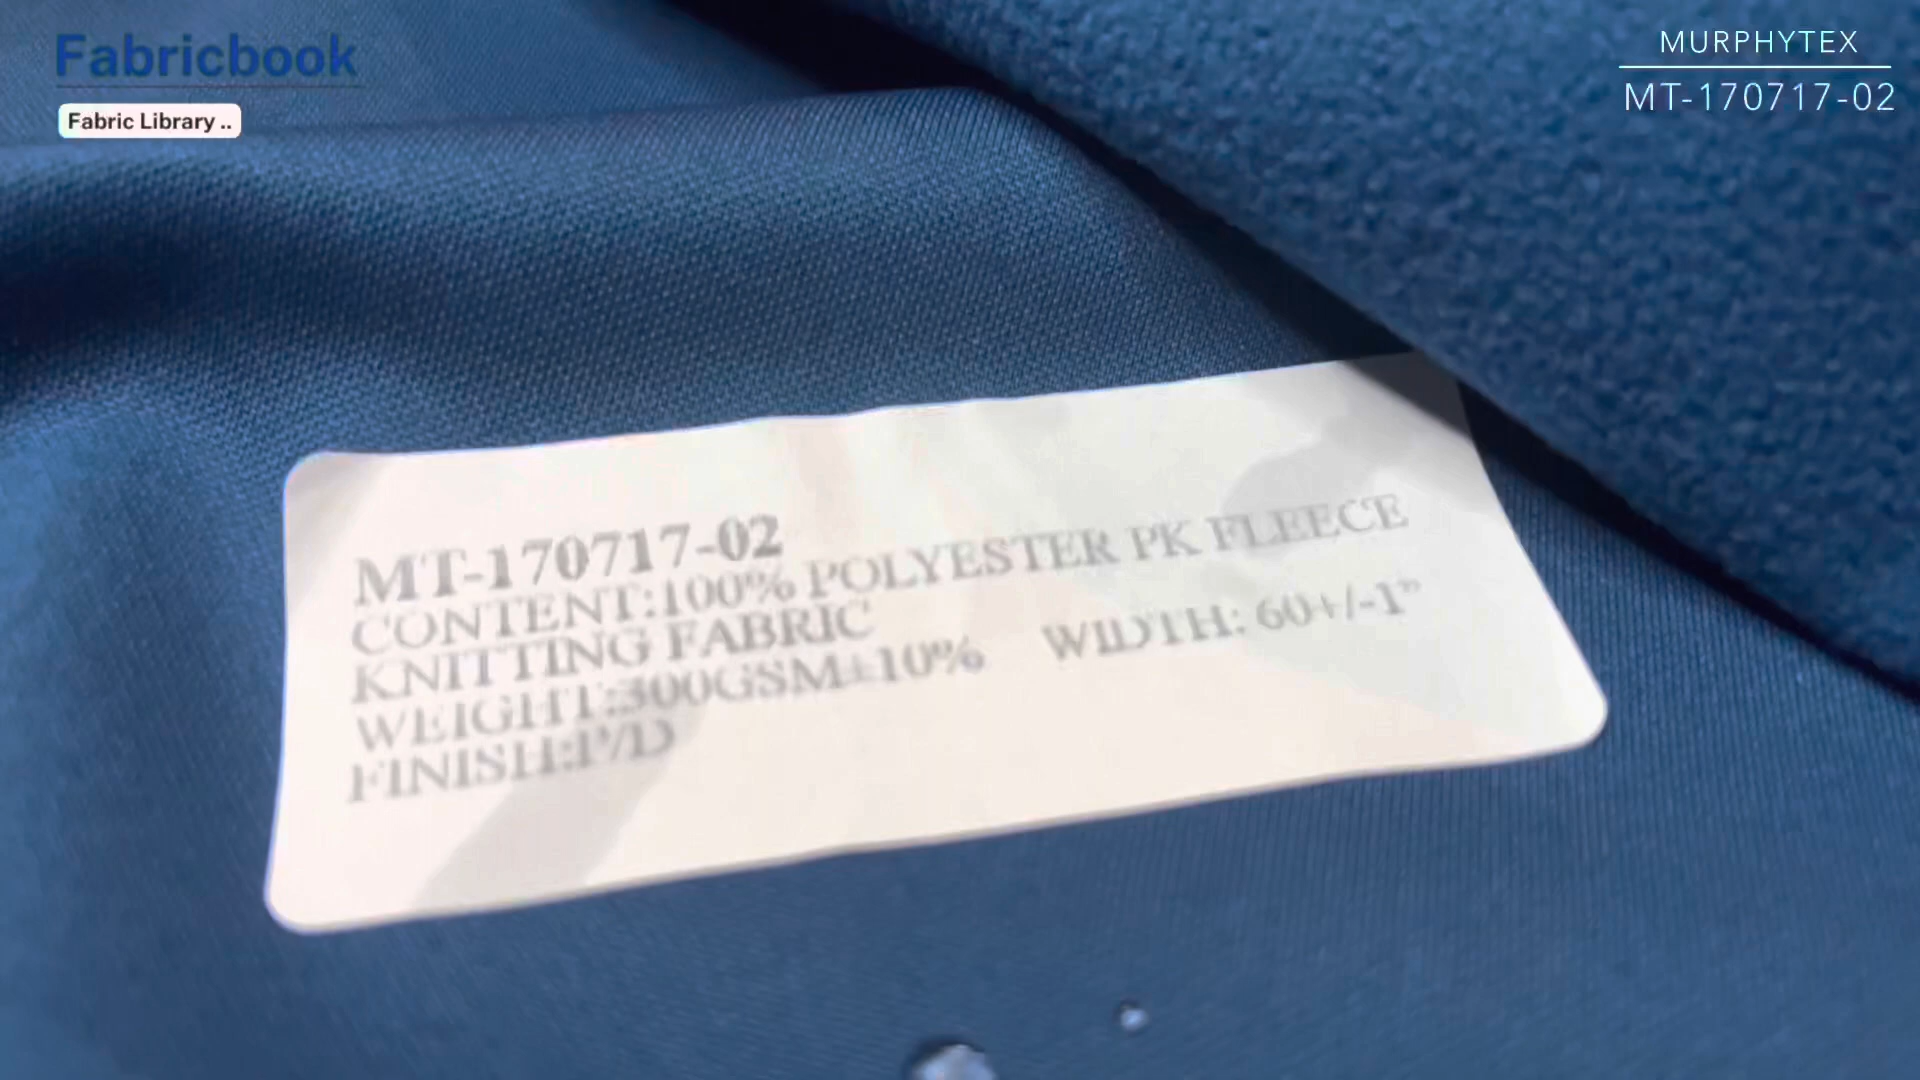 Fabricbook
Fabric Library ..
MURPHYTEX
MT-170717-02
MT-170717-02
CONTENT:100% POLYESTER PK FLEECE
KNITTING FABRIC
WEIGHT:300GSM±10% WIDTH: 60+/-1”
FINISH:P/D